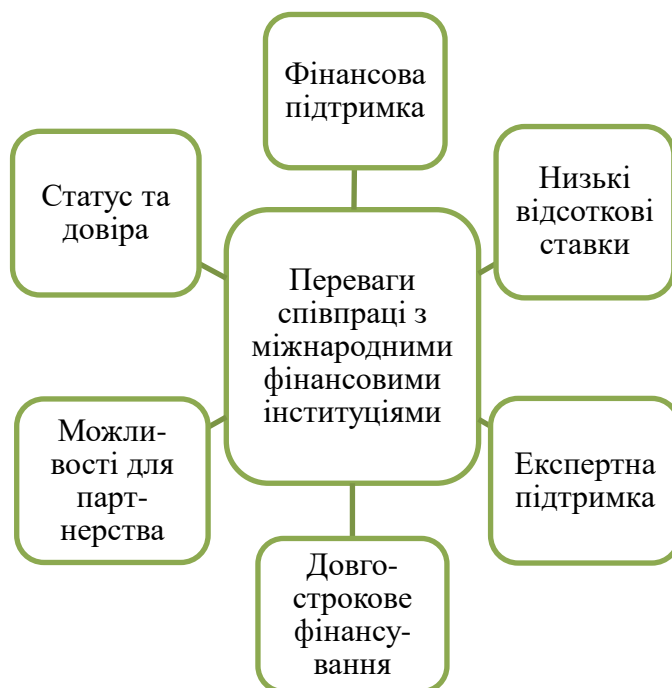 Фінансова
підтримка
Статус та
довіра
Низькі
відсоткові
ставки
Переваги
співпраці з
міжнародними
фінансовими
інституціями
Можли-
вості для
парт-
нерства
Експертна
підтримка
Довго-
строкове
фінансу-
вання